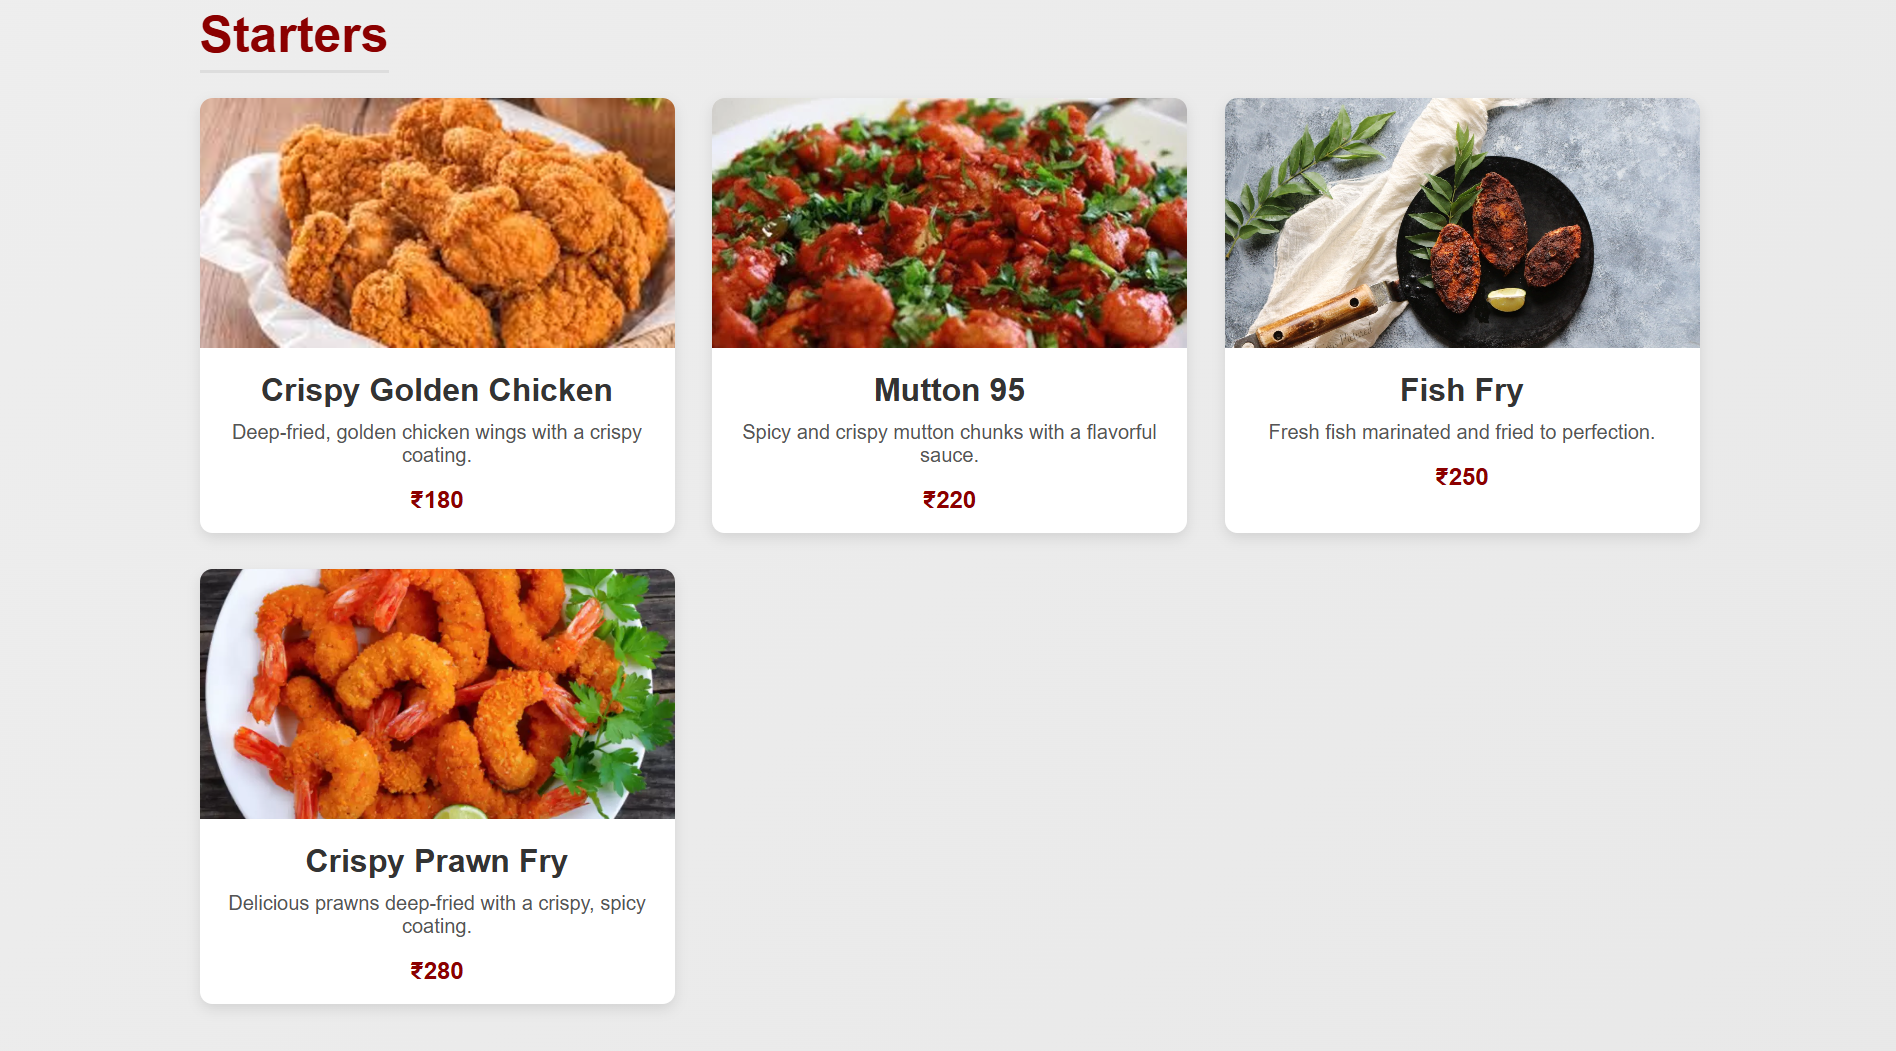 Starters
Crispy Golden Chicken
Deep-fried, golden chicken wings with a crispy
coating.
₹180
Mutton 95
Spicy and crispy mutton chunks with a flavorful
sauce.
₹220
Fish Fry
Fresh fish marinated and fried to perfection.
₹250
Crispy Prawn Fry
Delicious prawns deep-fried with a crispy, spicy
coating.
₹280